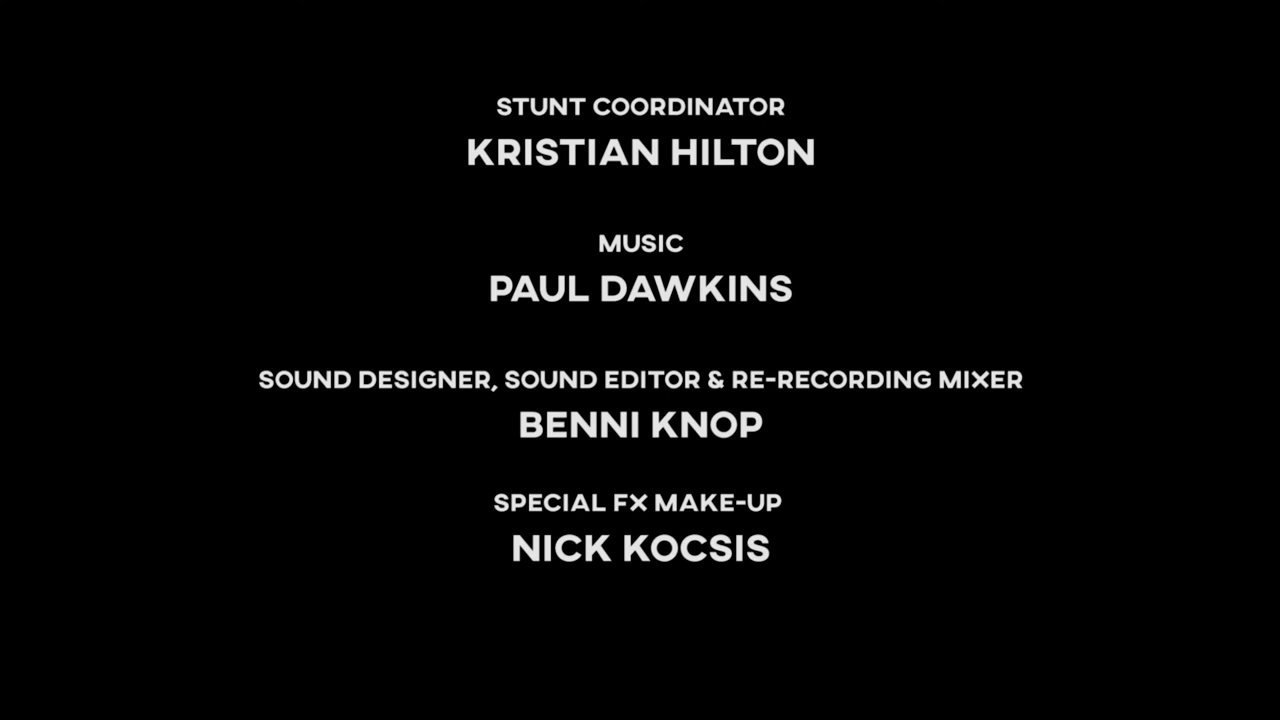 STUNT COORDINATOR
KRISTIAN HILTON
MUSIC
PAUL DAWKINS
SOUND DESIGNER, SOUND EDITOR & RE-RECORDING MIXER
BENNI KNOP
SPECIAL FX MAKE-UP
NICK KOCSIS